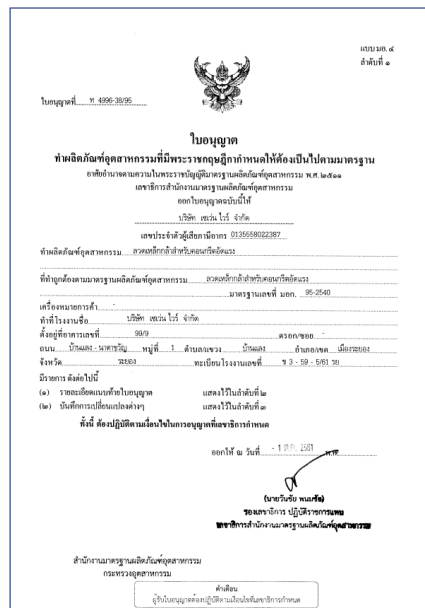 แบบ มอ. ๔
ลำดับที่ ๑
ใบอนุญาตที่ ท 4996-38/95
ใบอนุญาต
ทำผลิตภัณฑ์อุตสาหกรรมที่มีพระราชกฤษฎีกากำหนดให้ต้องเป็นไปตามมาตรฐาน
อาศัยอำนาจตามความในพระราชบัญญัติมาตรฐานผลิตภัณฑ์อุตสาหกรรม พ.ศ. ๒๕๑๑
เลขาธิการสำนักงานมาตรฐานผลิตภัณฑ์อุตสาหกรรม
ออกใบอนุญาตฉบับนี้ให้
บริษัท เซเว่น ไวร์ จำกัด
เลขประจำตัวผู้เสียภาษีอากร 0135558022387
ทำผลิตภัณฑ์อุตสาหกรรม ลวดเหล็กกล้าสำหรับคอนกรีตอัดแรง
ที่ทำถูกต้องตามมาตรฐานผลิตภัณฑ์อุตสาหกรรม ลวดเหล็กกล้าสำหรับคอนกรีตอัดแรง
มาตรฐานเลขที่ มอก. 95-2540
เครื่องหมายการค้า -
ทำที่โรงงานชื่อ บริษัท เซเว่น ไวร์ จำกัด
ตั้งอยู่ที่อาคารเลขที่ 99/9 ตรอก/ซอย -
ถนน บ้านแลง - นาตาขวัญ หมู่ที่ 1 ตำบล/แขวง บ้านแลง อำเภอ/เขต เมืองระยอง
จังหวัด ระยอง ทะเบียนโรงงานเลขที่ ข 3 - 59 - 5/61 รย
มีรายการ ดังต่อไปนี้
(๑) รายละเอียดแนบท้ายใบอนุญาต แสดงไว้ในลำดับที่ ๒
(๒) บันทึกการเปลี่ยนแปลงต่างๆ แสดงไว้ในลำดับที่ ๓
ทั้งนี้ ต้องปฏิบัติตามเงื่อนไขในการอนุญาตที่เลขาธิการกำหนด
ออกให้ ณ วันที่ - 1 2561 พ.ศ.
(นายวันชัย พนมชัย)
รองเลขาธิการ ปฏิบัติราชการแทน
เลขาธิการสำนักงานมาตรฐานผลิตภัณฑ์อุตสาหกรรม
สำนักงานมาตรฐานผลิตภัณฑ์อุตสาหกรรม
กระทรวงอุตสาหกรรม
คำเตือน
ผู้รับใบอนุญาตต้องปฏิบัติตามเงื่อนไขที่เลขาธิการกำหนด